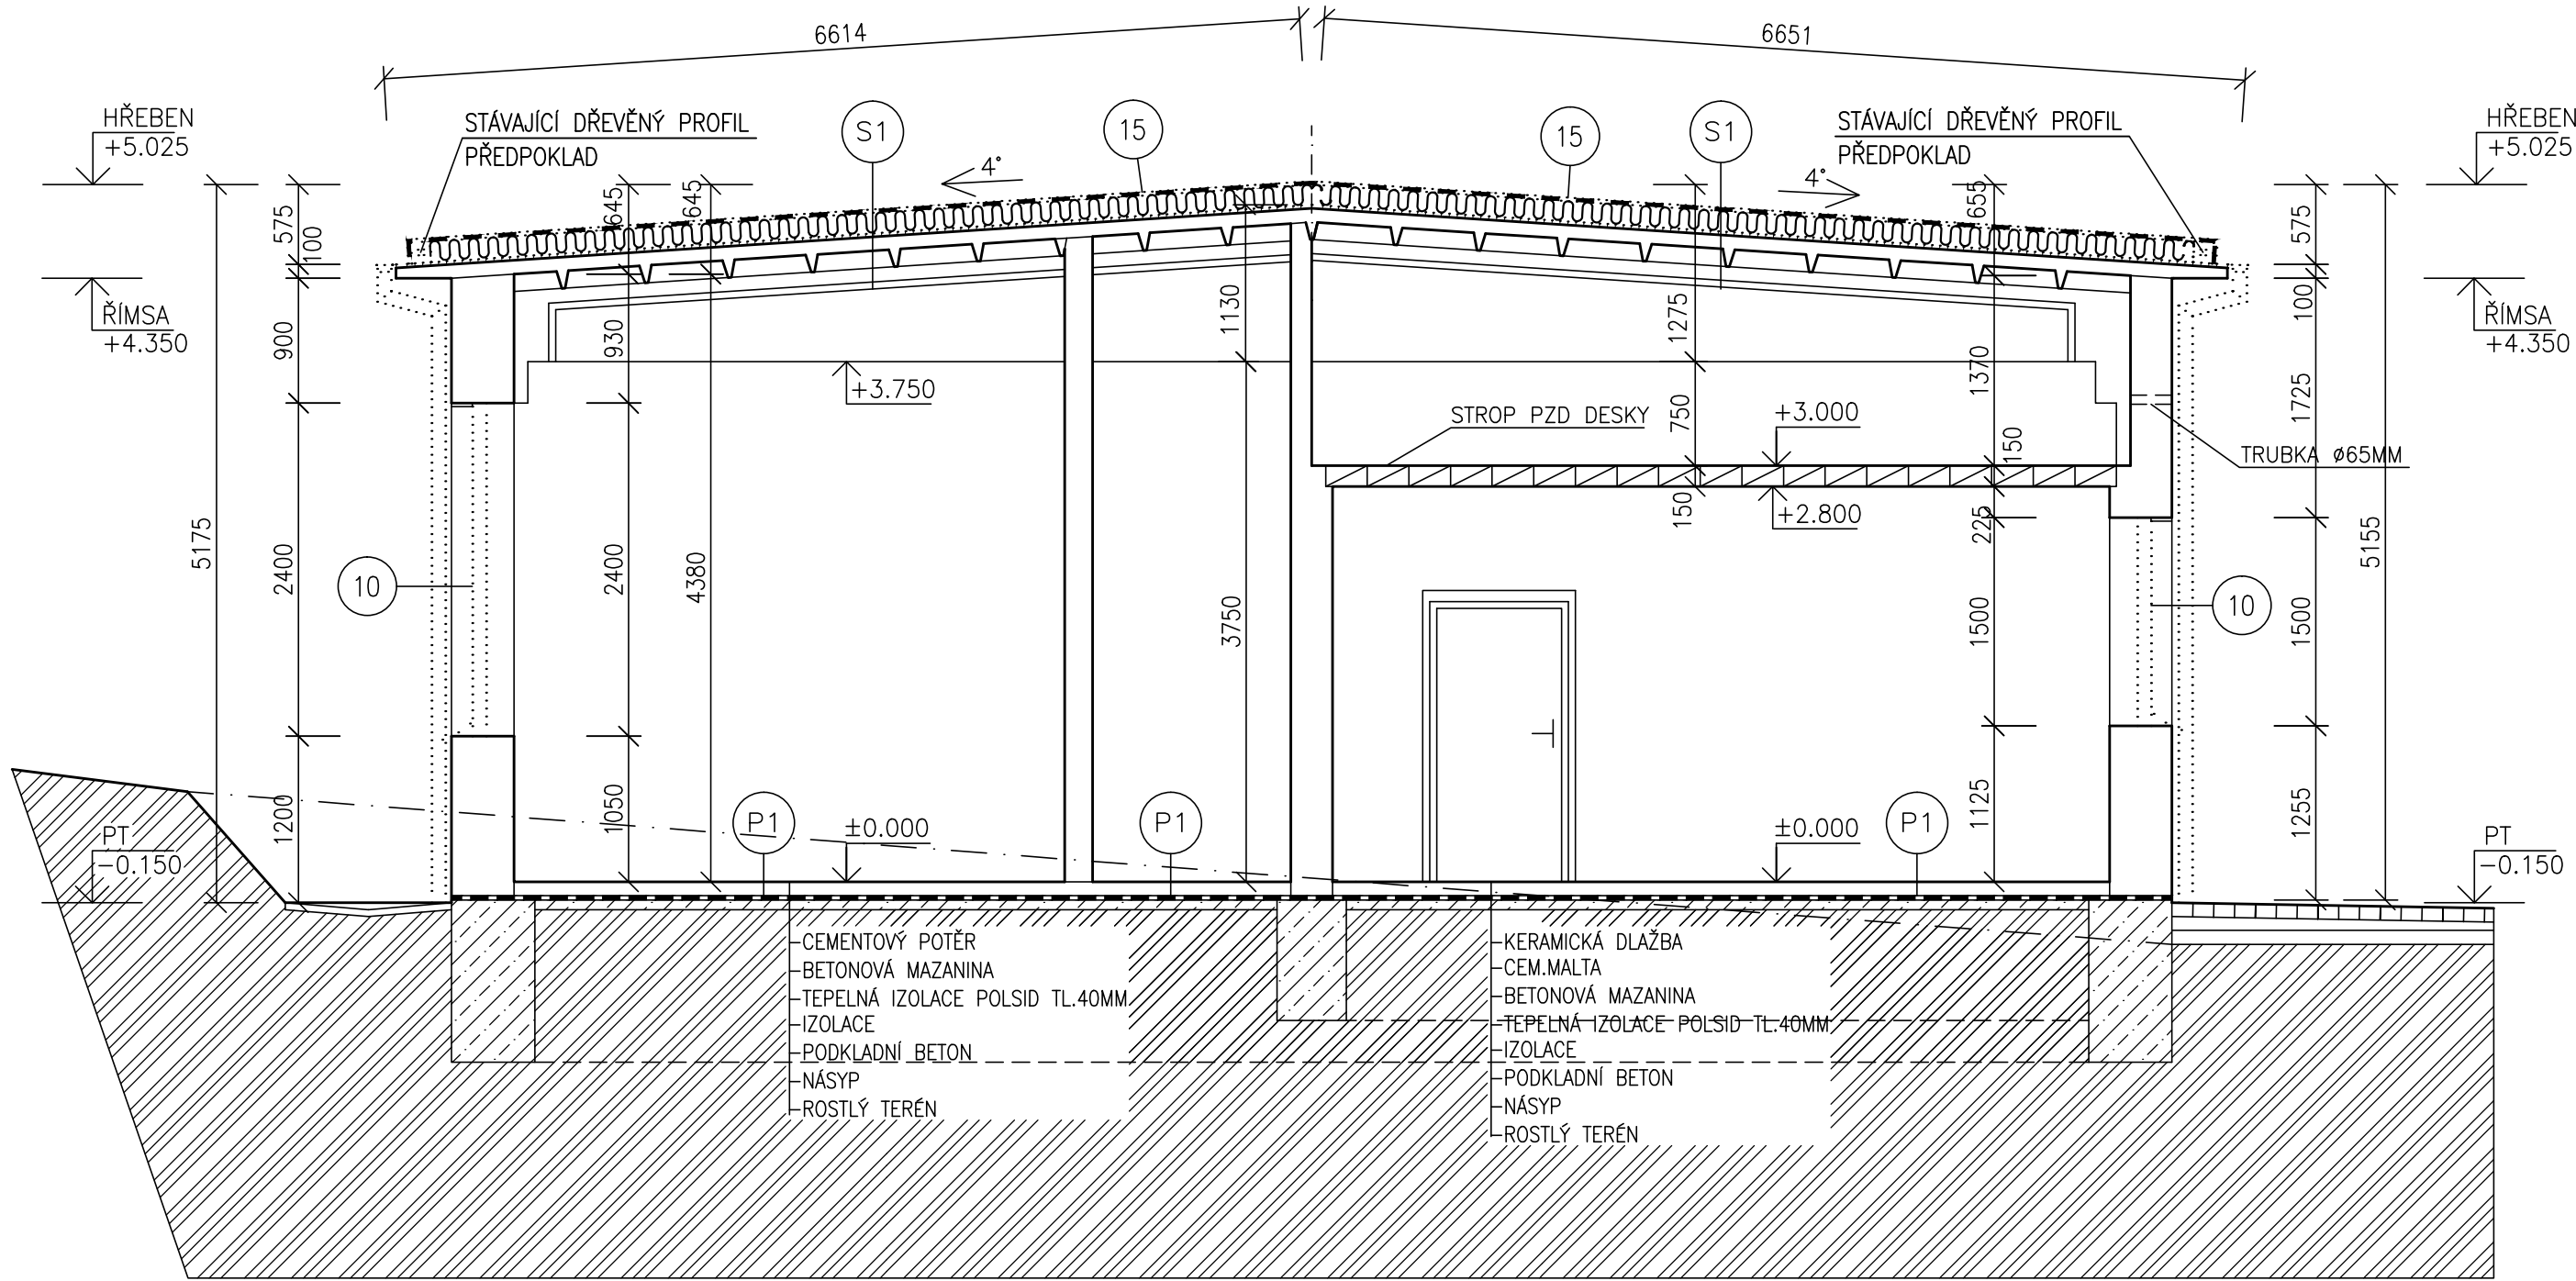 6614
6651
HŘEBEN
+5.025
STÁVAJÍCÍ DŘEVĚNÝ PROFIL
PŘEDPOKLAD
S1
15
15
S1
STÁVAJÍCÍ DŘEVĚNÝ PROFIL
PŘEDPOKLAD
HŘEBEN
+5.025
4°
4°
575
100
645
645
655
575
ŘÍMSA
+4.350
900
930
1130
1275
1370
100
ŘÍMSA
+4.350
+3.750
STROP PZD DESKY
750
+3.000
150
1725
TRUBKA Ø65MM
150
+2.800
225
5175
2400
10
2400
4380
3750
1500
10
1500
5155
1200
1050
P1
±0.000
P1
±0.000
P1
1125
1255
PT
-0.150
PT
-0.150
CEMENTOVÝ POTĚR
BETONOVÁ MAZANINA
TEPELNÁ IZOLACE POLSID TL.40MM
IZOLACE
PODKLADNÍ BETON
NÁSYP
ROSTLÝ TERÉN
KERAMICKÁ DLAŽBA
CEM.MALTA
BETONOVÁ MAZANINA
TEPELNÁ IZOLACE POLSID TL.40MM
IZOLACE
PODKLADNÍ BETON
NÁSYP
ROSTLÝ TERÉN